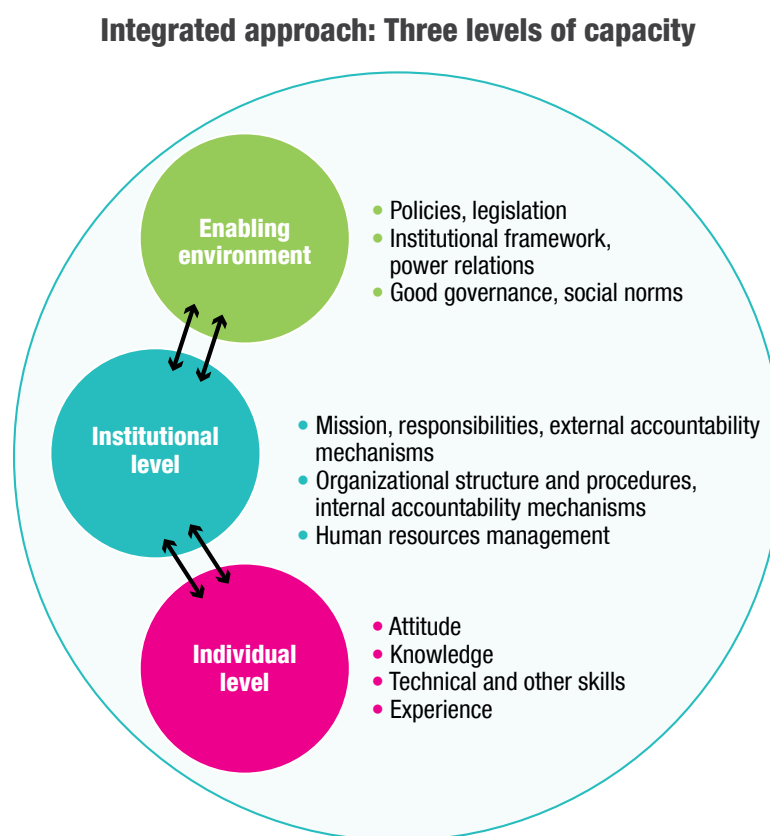 Integrated approach: Three levels of capacity
Enabling
environment
• Policies, legislation
• Institutional framework,
power relations
• Good governance, social norms
Institutional
level
• Mission, responsibilities, external accountability
mechanisms
• Organizational structure and procedures,
internal accountability mechanisms
• Human resources management
Individual
level
• Attitude
• Knowledge
• Technical and other skills
• Experience